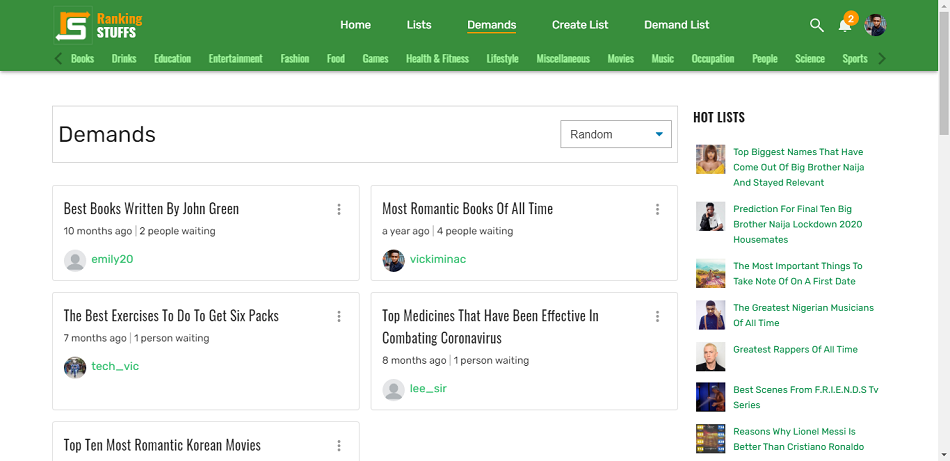 Ranking
STUFFS
Home
Lists
Demands
Create List
Demand List
2
Books
Drinks
Education
Entertainment
Fashion
Food
Games
Health & Fitness
Lifestyle
Miscellaneous
Movies
Music
Occupation
People
Science
Sports
Demands
Random
Best Books Written By John Green
10 months ago | 2 people waiting
emily20
Most Romantic Books Of All Time
a year ago | 4 people waiting
vickiminac
The Best Exercises To Do To Get Six Packs
7 months ago | 1 person waiting
tech_vic
Top Medicines That Have Been Effective In
Combating Coronavirus
8 months ago | 1 person waiting
lee_sir
Top Ten Most Romantic Korean Movies
HOT LISTS
Top Biggest Names That Have
Come Out Of Big Brother Naija
And Stayed Relevant
Prediction For Final Ten Big
Brother Naija Lockdown 2020
Housemates
The Most Important Things To
Take Note Of On A First Date
The Greatest Nigerian Musicians
Of All Time
Greatest Rappers Of All Time
Best Scenes From F.R.I.E.N.D.S Tv
Series
Reasons Why Lionel Messi Is
Better Than Cristiano Ronaldo